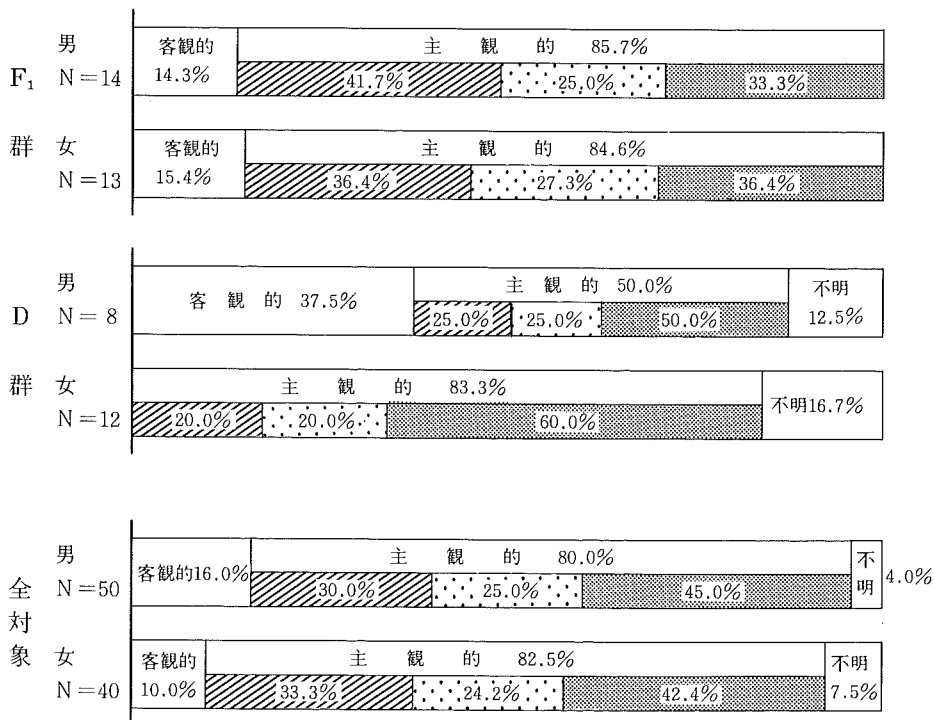 男 客観的 主観的 85.7%
F₁ N=14 14.3% 41.7% 25.0% 33.3%
群 女 客観的 主観的 84.6%
N=13 15.4% 36.4% 27.3% 36.4%
男 客観的 37.5% 主観的 50.0% 不明
D N=8 25.0% 25.0% 50.0% 12.5%
群 女 主観的 83.3% 不明16.7%
N=12 20.0% 20.0% 60.0%
男 客観的16.0% 主観的 80.0% 不明 4.0%
全対象 N=50 30.0% 25.0% 45.0%
女 客観的 主観的 82.5% 不明
N=40 10.0% 33.3% 24.2% 42.4% 7.5%